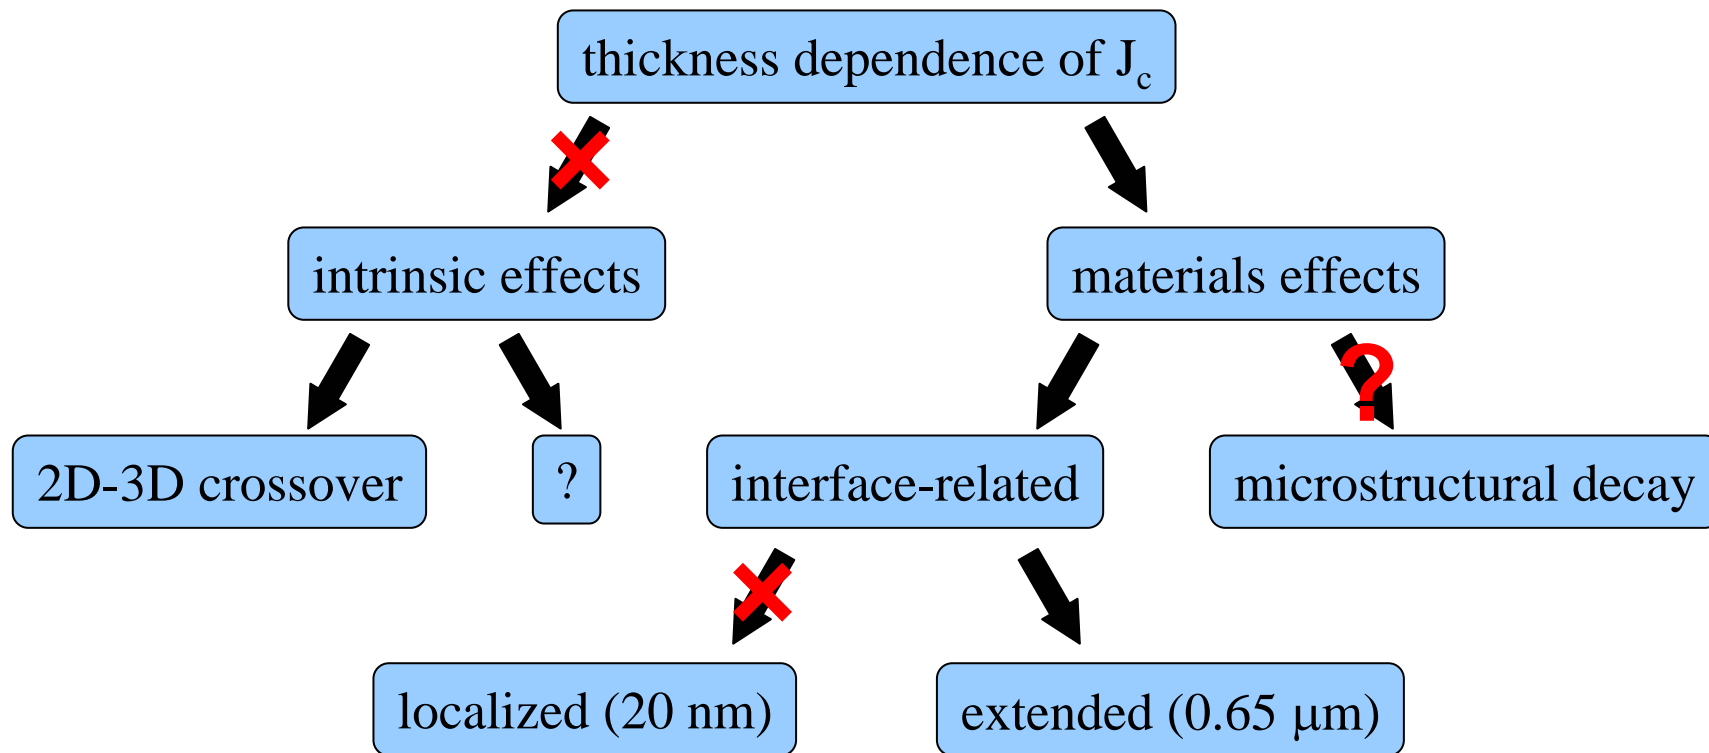 thickness dependence of Jc
intrinsic effects
materials effects
?
2D-3D crossover
?
interface-related
microstructural decay
localized (20 nm)
extended (0.65 μm)